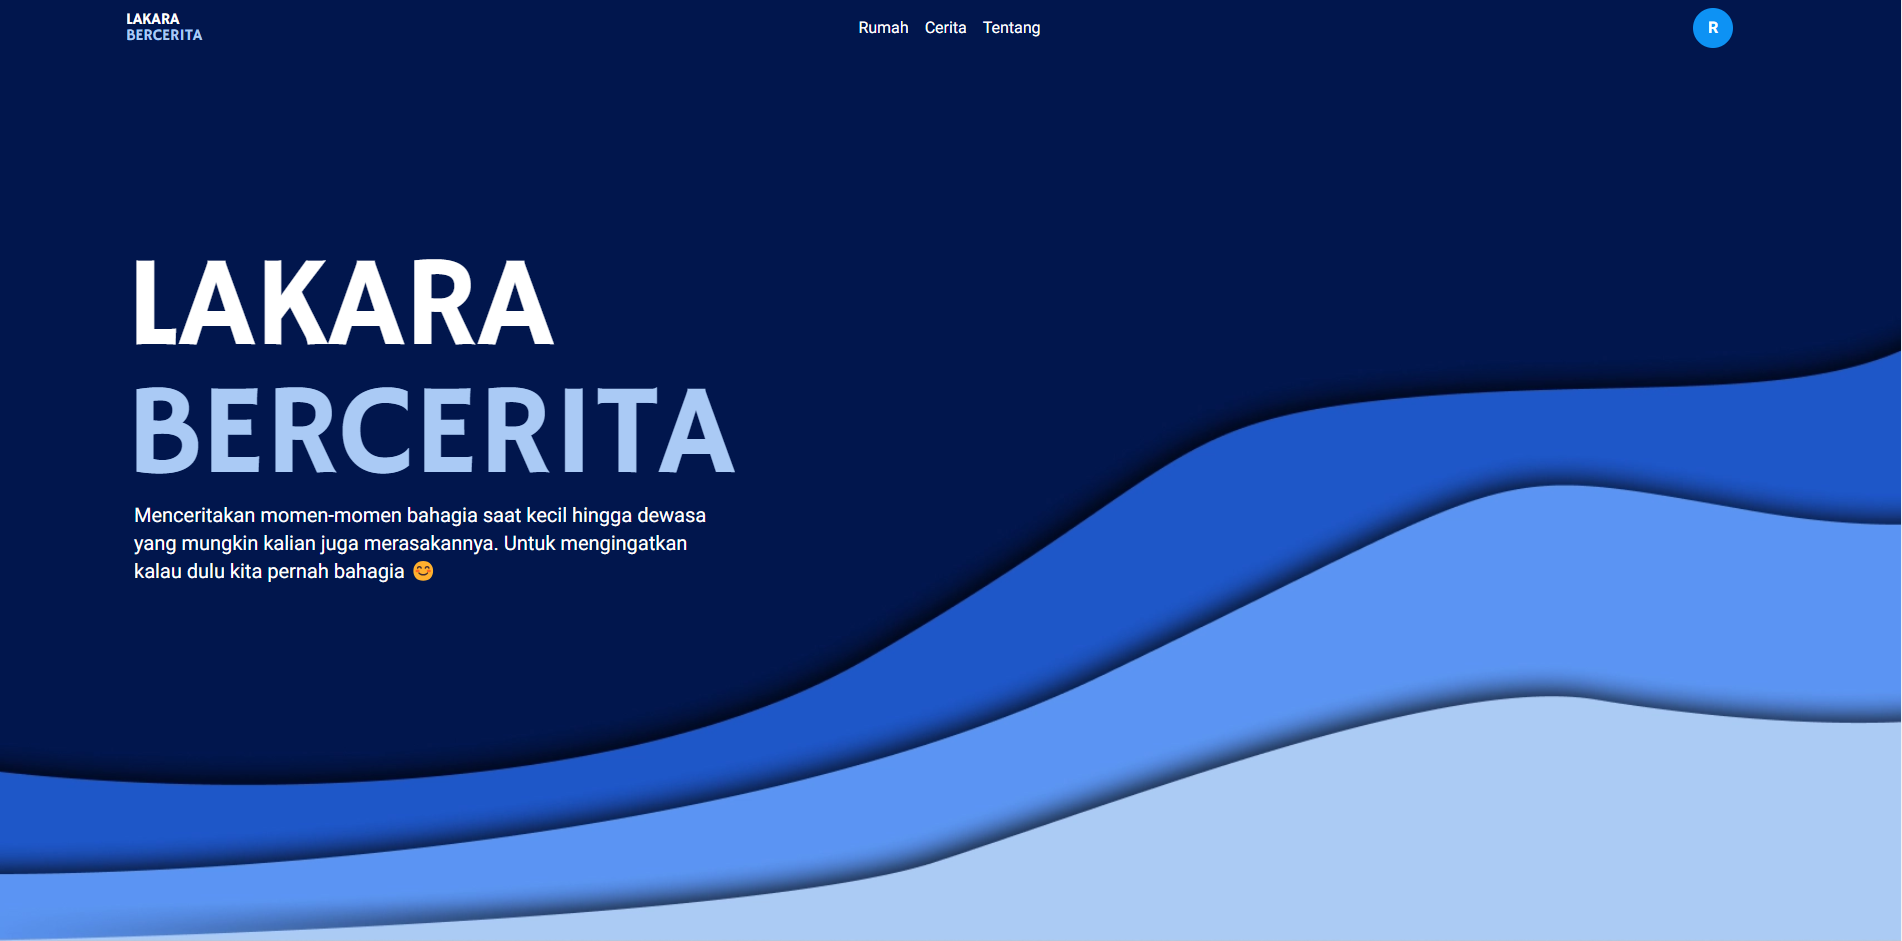 LAKARA
BERCERITA
Rumah Cerita Tentang
R
LAKARA
BERCERITA
Menceritakan momen-momen bahagia saat kecil hingga dewasa
yang mungkin kalian juga merasakannya. Untuk mengingatkan
kalau dulu kita pernah bahagia 😊